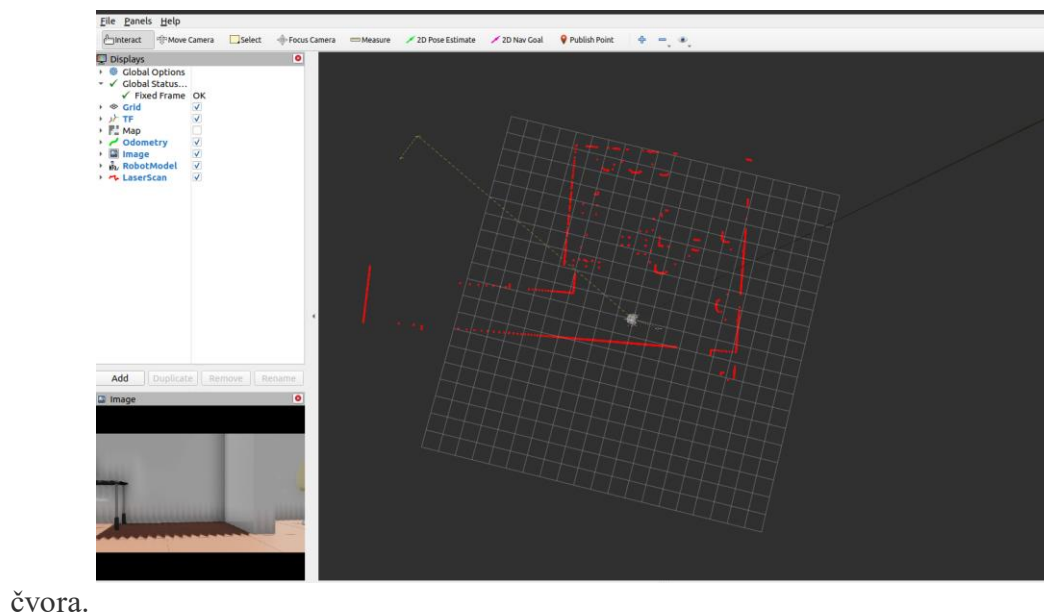 File Panels Help
Interact Move Camera Select Focus Camera Measure 2D Pose Estimate 2D Nav Goal Publish Point
Displays
Global Options
Global Status...
Fixed Frame OK
Grid
TF
Map
Odometry
Image
RobotModel
LaserScan
Add Duplicate Remove Rename
Image
čvora.